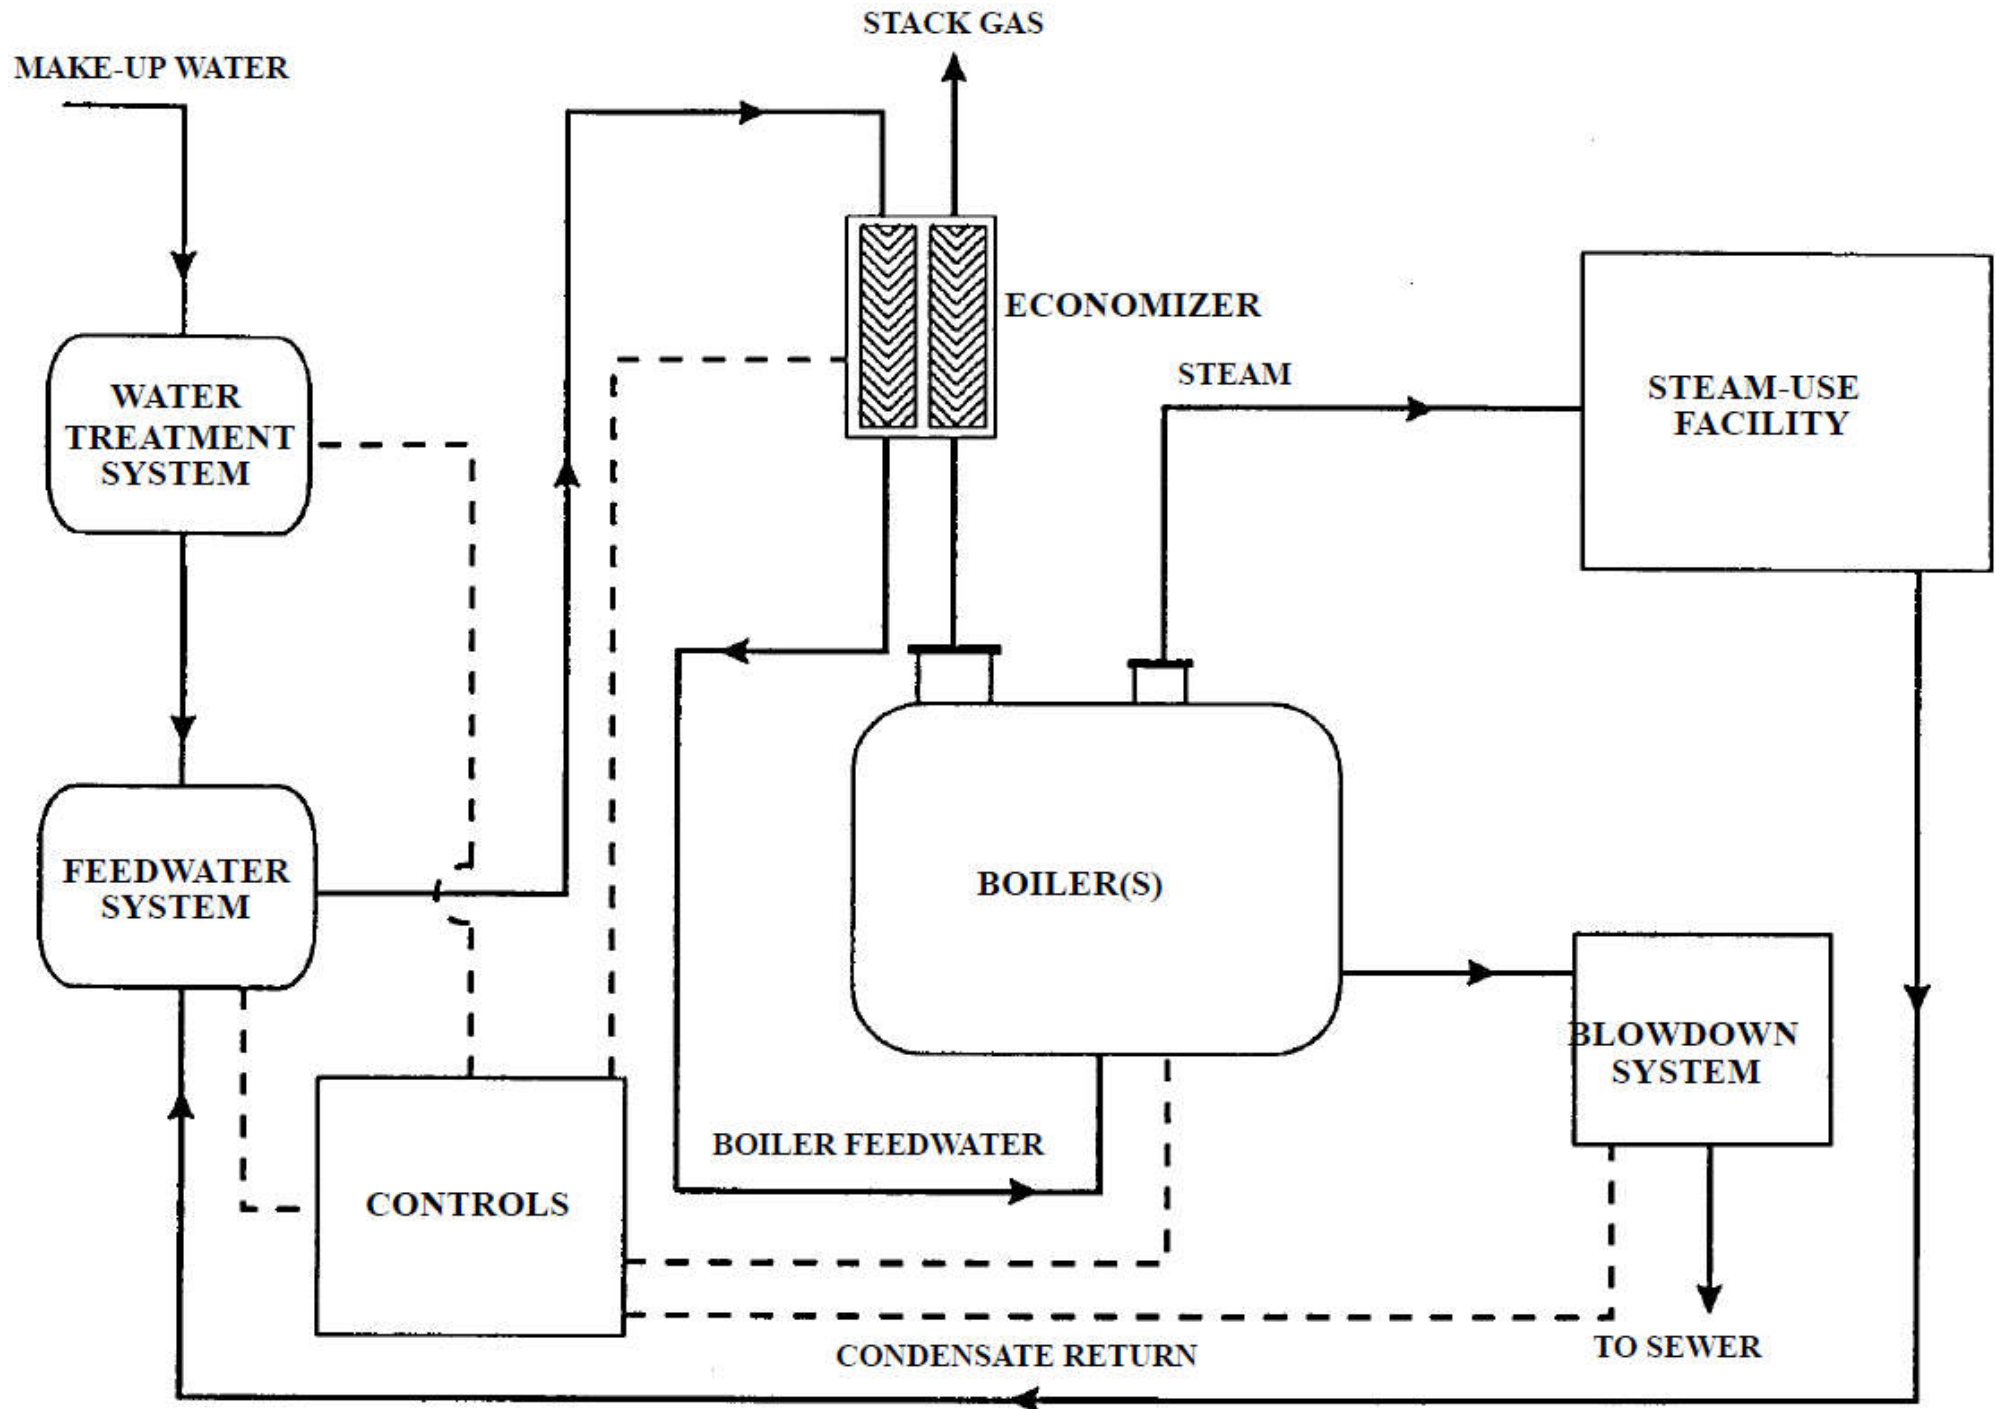 STACK GAS
MAKE-UP WATER
ECONOMIZER
STEAM
STEAM-USE
FACILITY
WATER
TREATMENT
SYSTEM
FEEDWATER
SYSTEM
BOILER(S)
BLOWDOWN
SYSTEM
BOILER FEEDWATER
CONTROLS
TO SEWER
CONDENSATE RETURN